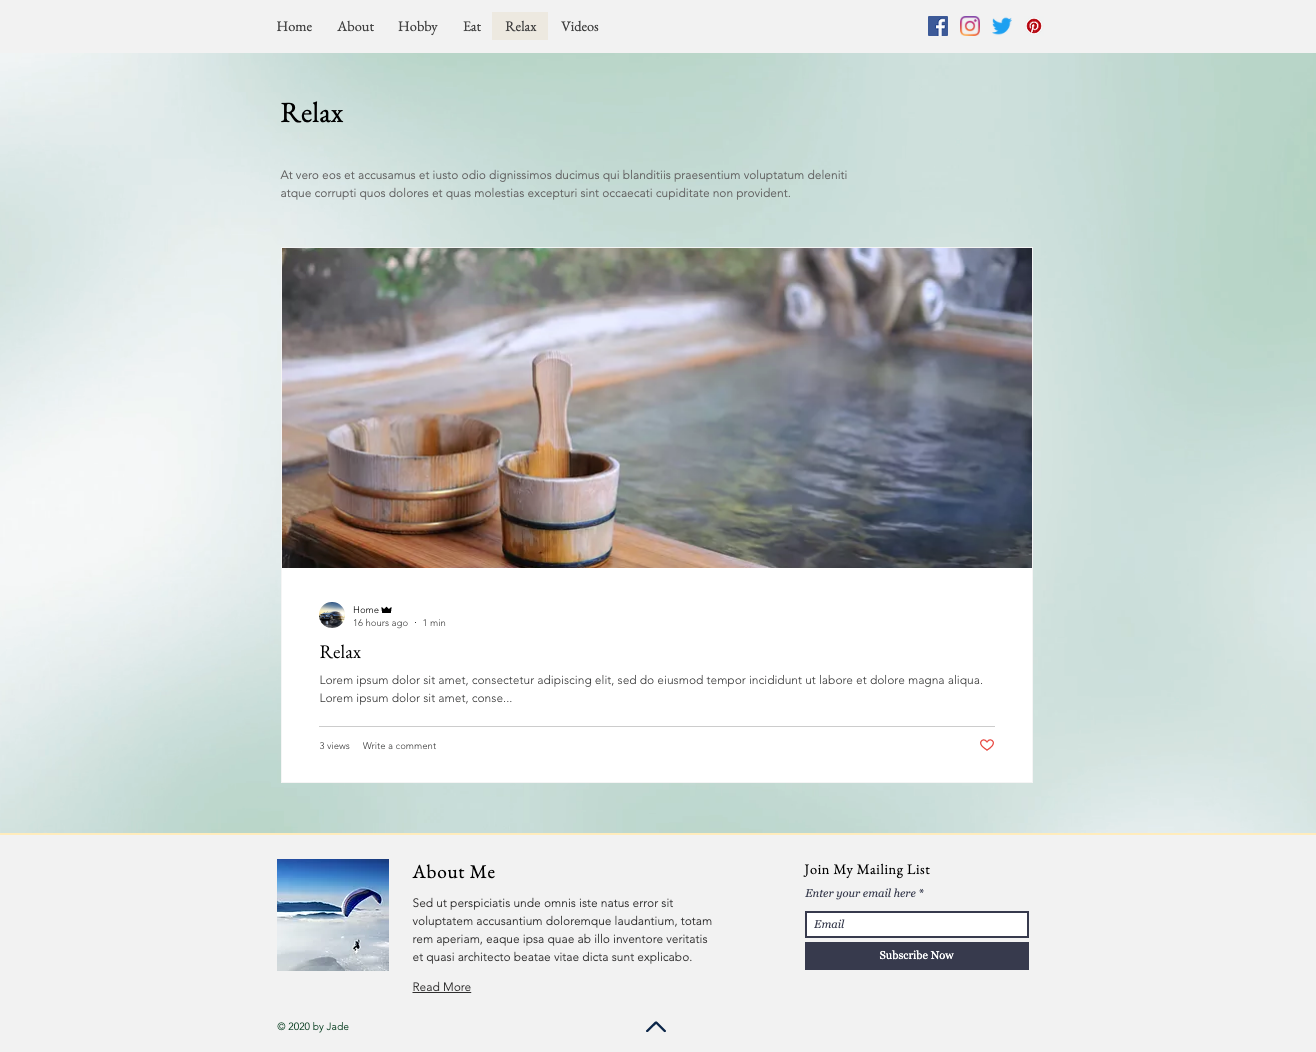 Home About Hobby Eat Relax Videos
Relax
At vero eos et accusamus et iusto odio dignissimos ducimus qui blanditiis praesentium voluptatum deleniti
atque corrupti quos dolores et quas molestias excepturi sint occaecati cupiditate non provident.
Home
16 hours ago · 1 min
Relax
Lorem ipsum dolor sit amet, consectetur adipiscing elit, sed do eiusmod tempor incididunt ut labore et dolore magna aliqua.
Lorem ipsum dolor sit amet, conse...
3 views Write a comment
About Me
Sed ut perspiciatis unde omnis iste natus error sit
voluptatem accusantium doloremque laudantium, totam
rem aperiam, eaque ipsa quae ab illo inventore veritatis
et quasi architecto beatae vitae dicta sunt explicabo.
Read More
Join My Mailing List
Enter your email here *
Email
Subscribe Now
© 2020 by Jade